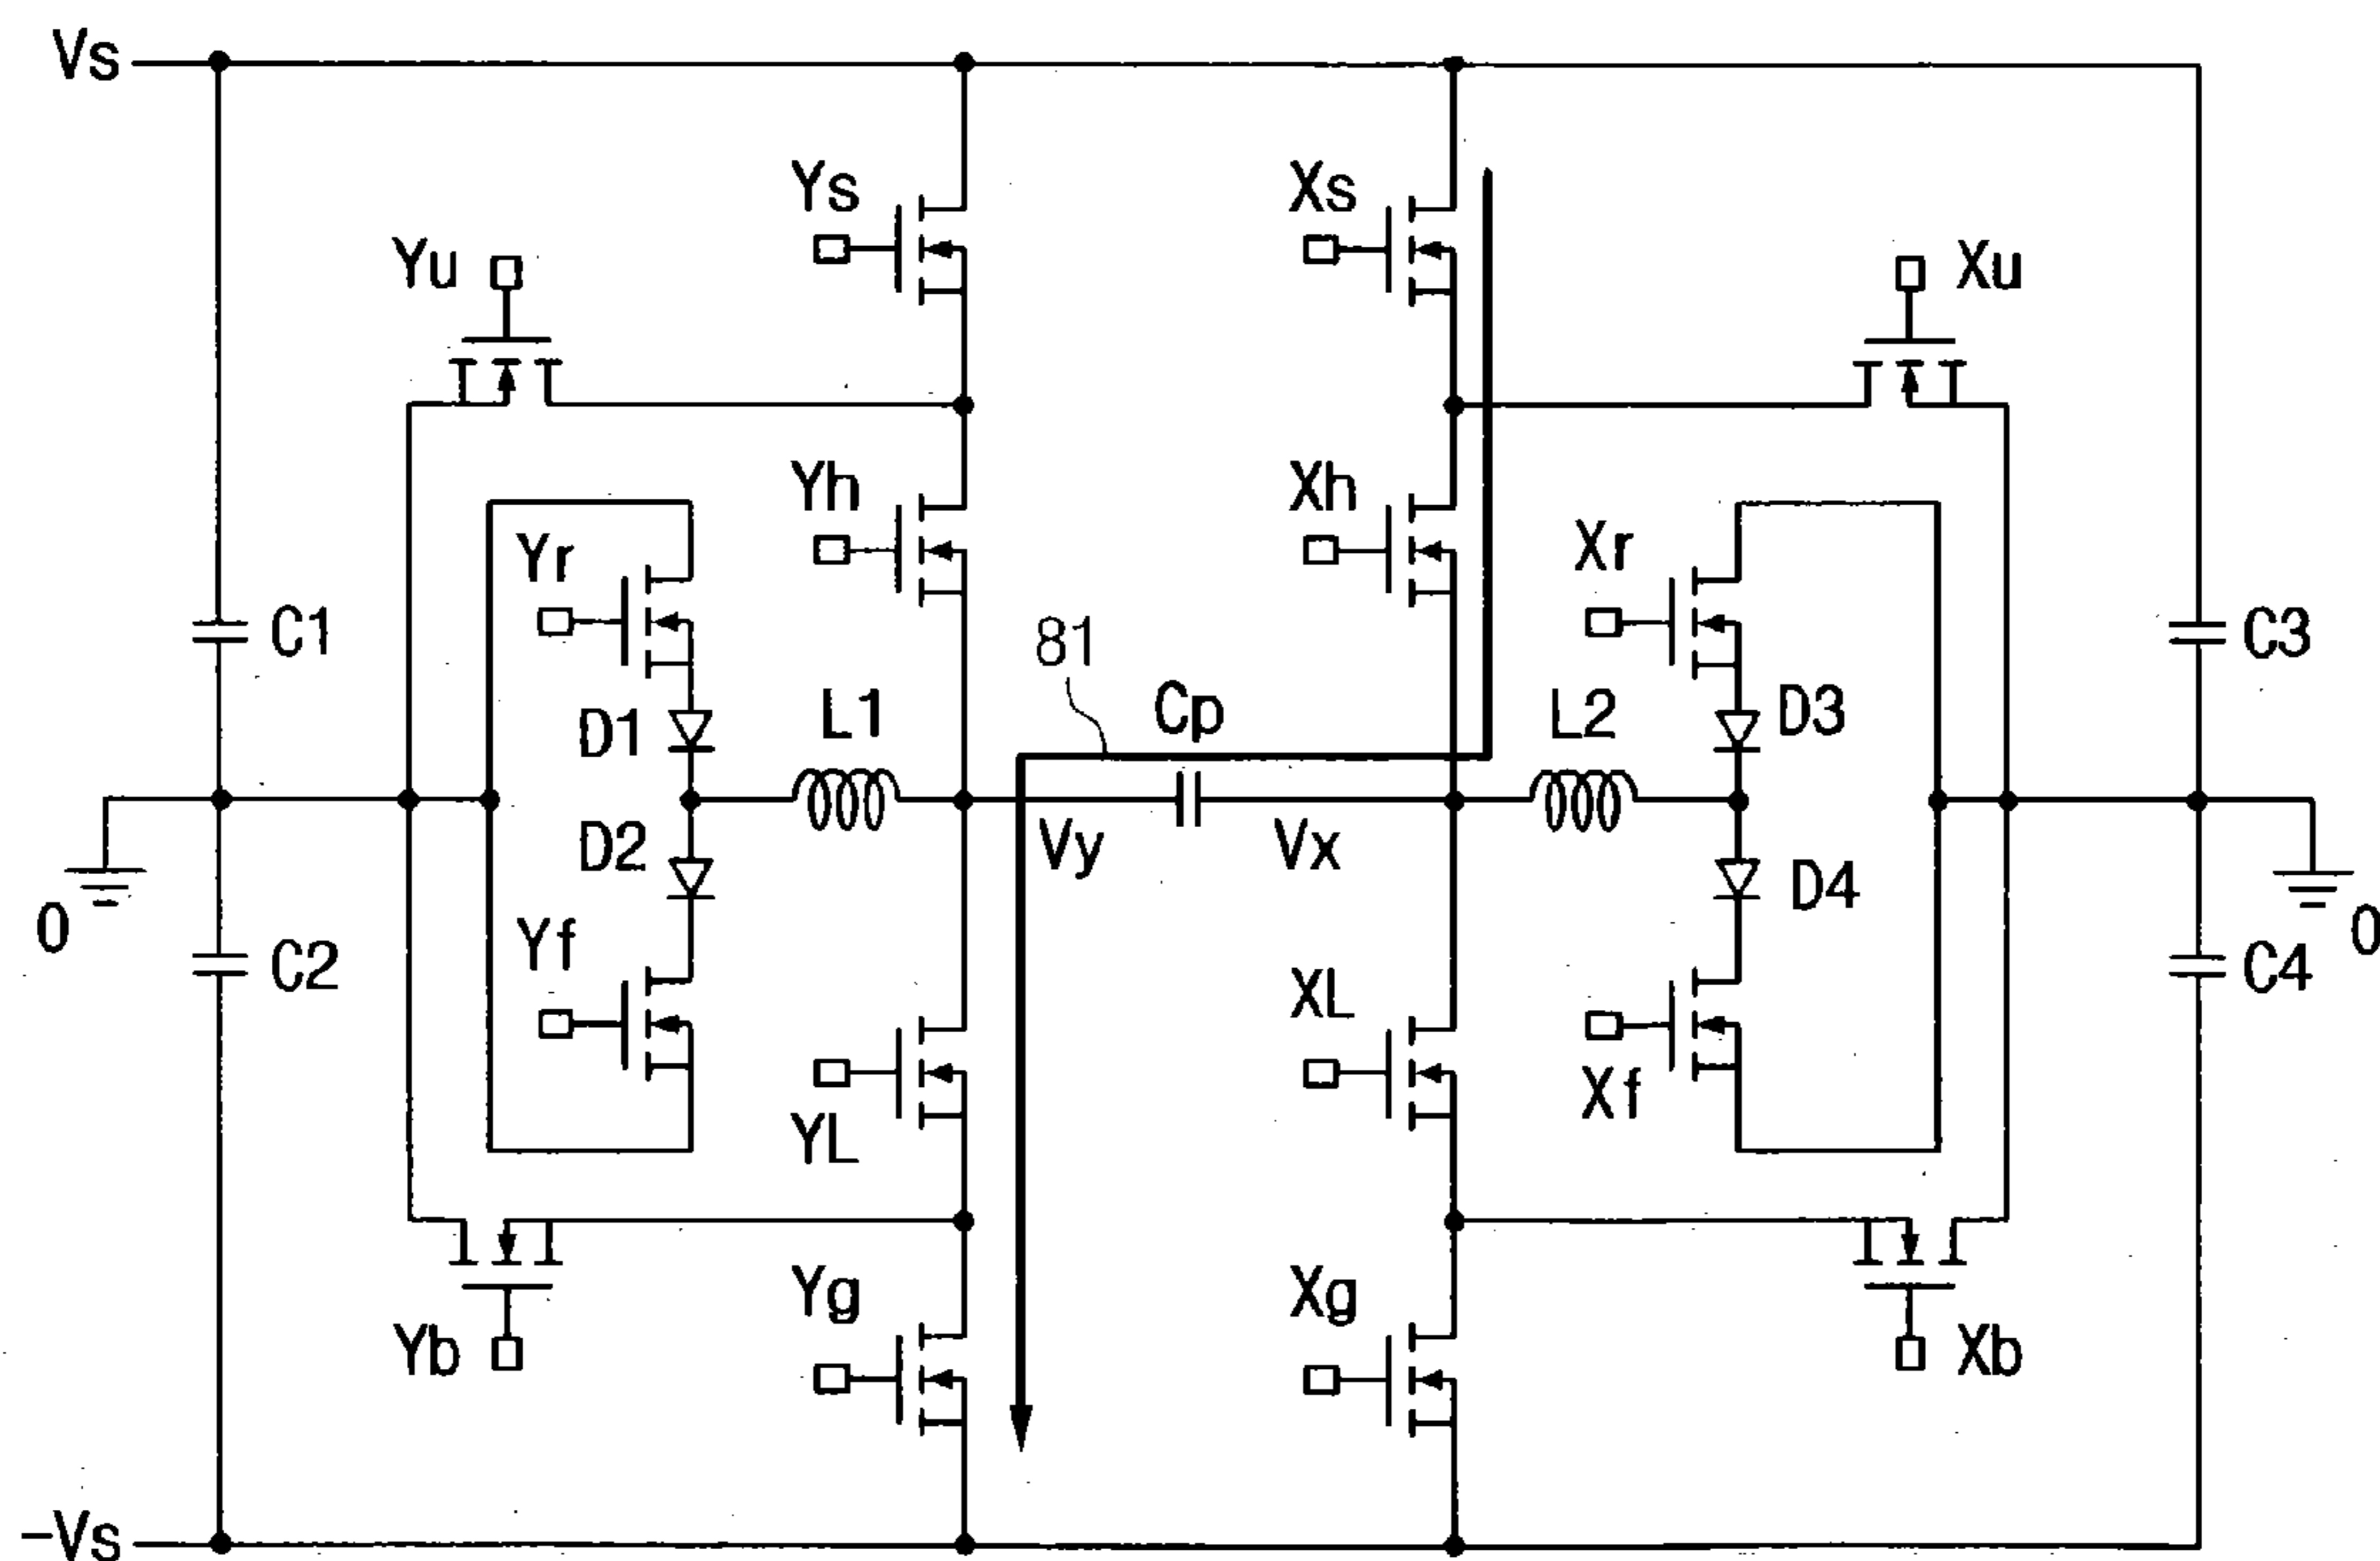 Vs
Ys
Xs
Yu
Xu
Yh
Xh
Yr
Xr
C1
81
C3
D1
L1
Cp
L2
D3
Vy
Vx
D2
D4
0
0
Yf
C2
XL
C4
YL
Xf
Yg
Xg
Yb
Xb
-Vs